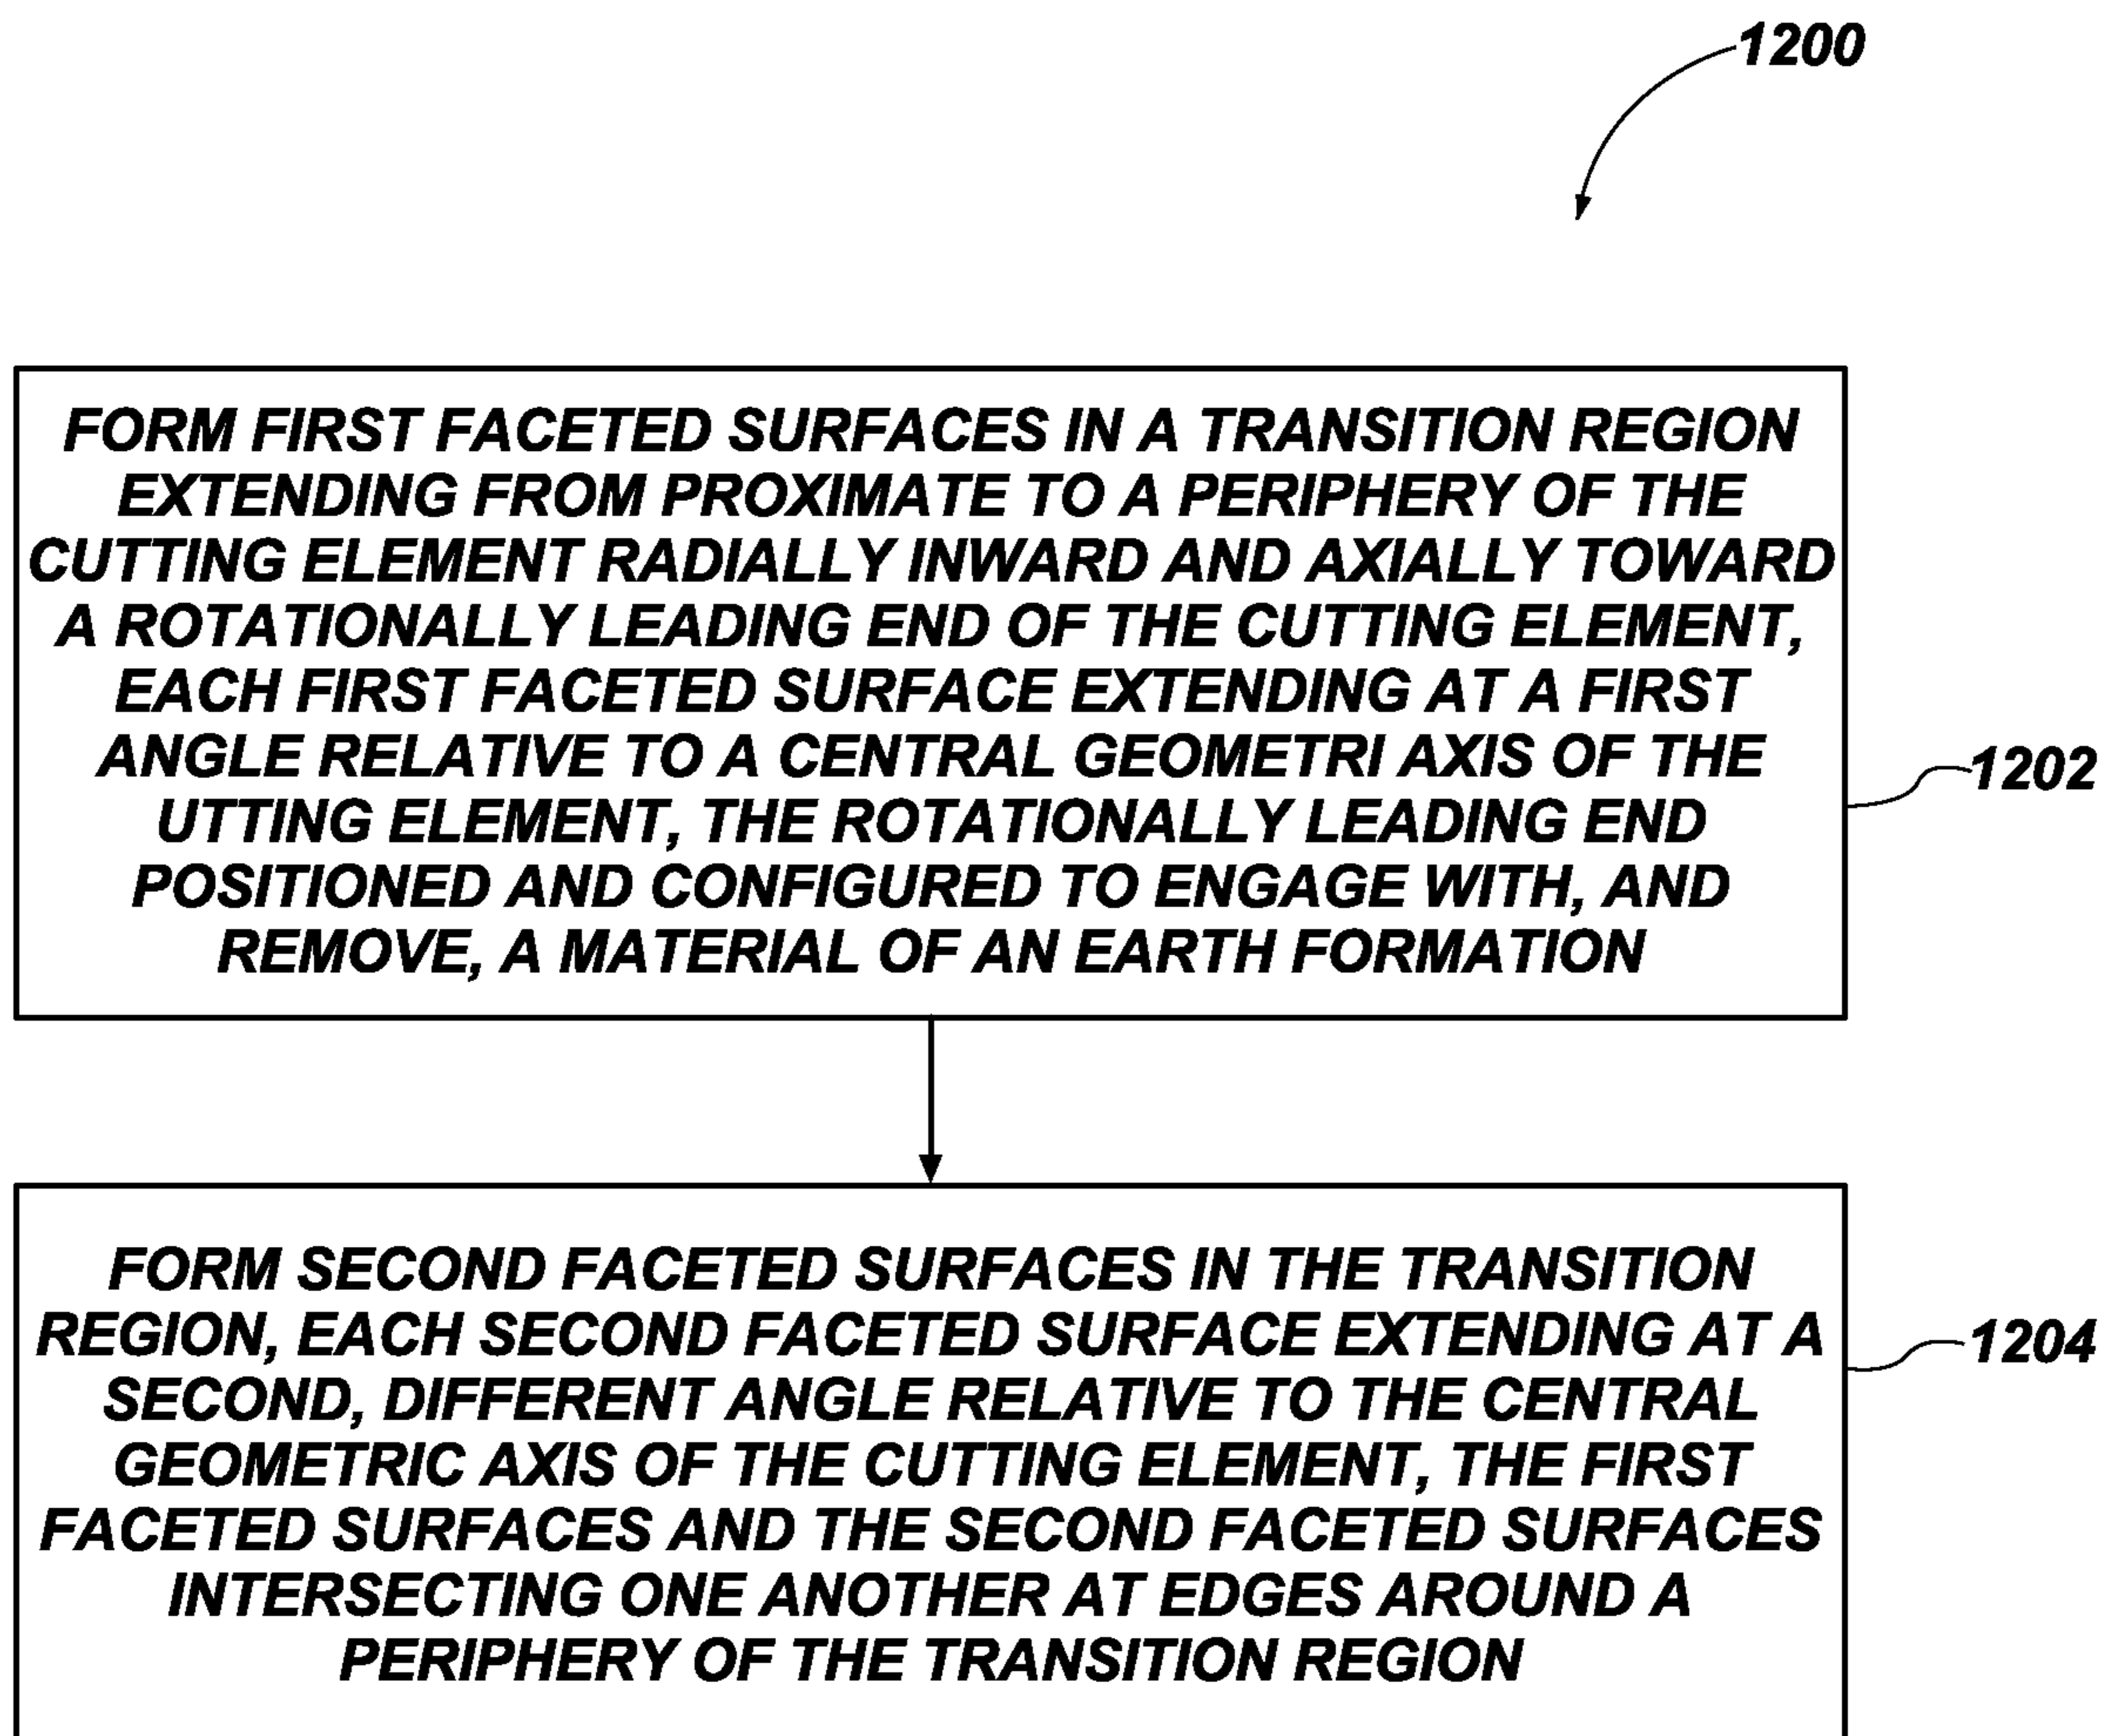 1200
FORM FIRST FACETED SURFACES IN A TRANSITION REGION
EXTENDING FROM PROXIMATE TO A PERIPHERY OF THE
CUTTING ELEMENT RADIALLY INWARD AND AXIALLY TOWARD
A ROTATIONALLY LEADING END OF THE CUTTING ELEMENT,
EACH FIRST FACETED SURFACE EXTENDING AT A FIRST
ANGLE RELATIVE TO A CENTRAL GEOMETRI AXIS OF THE
UTTING ELEMENT, THE ROTATIONALLY LEADING END
POSITIONED AND CONFIGURED TO ENGAGE WITH, AND
REMOVE, A MATERIAL OF AN EARTH FORMATION
1202
FORM SECOND FACETED SURFACES IN THE TRANSITION
REGION, EACH SECOND FACETED SURFACE EXTENDING AT A
SECOND, DIFFERENT ANGLE RELATIVE TO THE CENTRAL
GEOMETRIC AXIS OF THE CUTTING ELEMENT, THE FIRST
FACETED SURFACES AND THE SECOND FACETED SURFACES
INTERSECTING ONE ANOTHER AT EDGES AROUND A
PERIPHERY OF THE TRANSITION REGION
1204